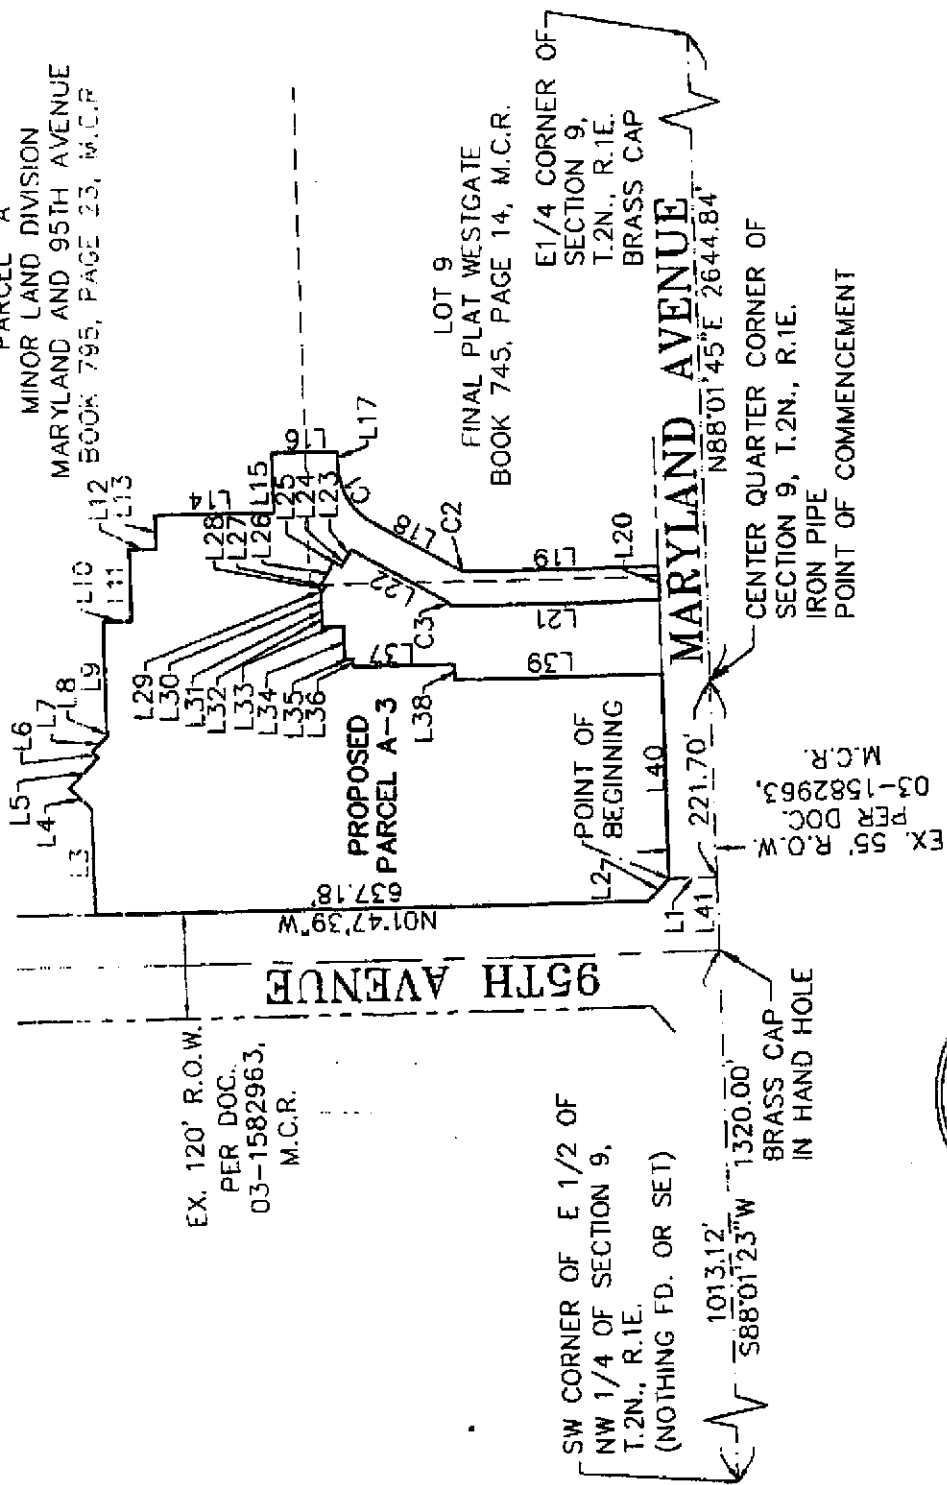 PARCEL A
MINOR LAND DIVISION
MARYLAND AND 95TH AVENUE
BOOK 795, PAGE 23, M.C.R
L3
L4
L5
L6
L7
L8
L9
L10
L11
L12
L13
L14
L15
L16
L17
C1
L18
C2
L19
L20
L21
C3
L22
L23
L24
L25
L26
L27
L28
L29
L30
L31
L32
L33
L34
L35
L36
L37
L38
L39
L40
LOT 9
FINAL PLAT WESTGATE
BOOK 745, PAGE 14, M.C.R.
E1/4 CORNER OF
SECTION 9,
T.2N., R.1E.
BRASS CAP
PROPOSED
PARCEL A-3
637.18'
N01°47'39"W
POINT OF
BEGINNING
L2
L1
L41
95TH AVENUE
MARYLAND AVENUE
N88°01'45"E 2644.84'
CENTER QUARTER CORNER OF
SECTION 9, T.2N., R.1E.
IRON PIPE
POINT OF COMMENCEMENT
221.70'
EX. 55' R.O.W.
PER DOC.
03-1582963,
M.C.R.
EX. 120' R.O.W.
PER DOC.
03-1582963,
M.C.R.
SW CORNER OF E 1/2 OF
NW 1/4 OF SECTION 9,
T.2N., R.1E.
(NOTHING FD. OR SET)
1013.12'
S88°01'23"W 1320.00'
BRASS CAP
IN HAND HOLE